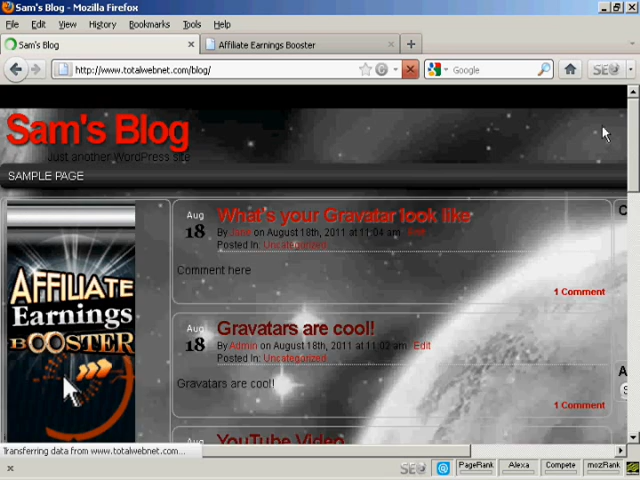 Sam's Blog - Mozilla Firefox
File Edit View History Bookmarks Tools Help
Sam's Blog Affiliate Earnings Booster
http://www.totalwebnet.com/blog/ Google SEO
Sam's Blog
Just another WordPress site
SAMPLE PAGE
AFFILIATE
Earnings
BOOSTER
Aug
18
What's your Gravatar look like
By Jane on August 18th, 2011 at 11:04 am Edit
Posted In: Uncategorized
Comment here
1 Comment
Aug
18
Gravatars are cool!
By Admin on August 18th, 2011 at 11:02 am Edit
Posted In: Uncategorized
Gravatars are cool!
1 Comment
Aug
YouTube Video
Transferring data from www.totalwebnet.com...
SEO PageRank Alexa Compete mozRank